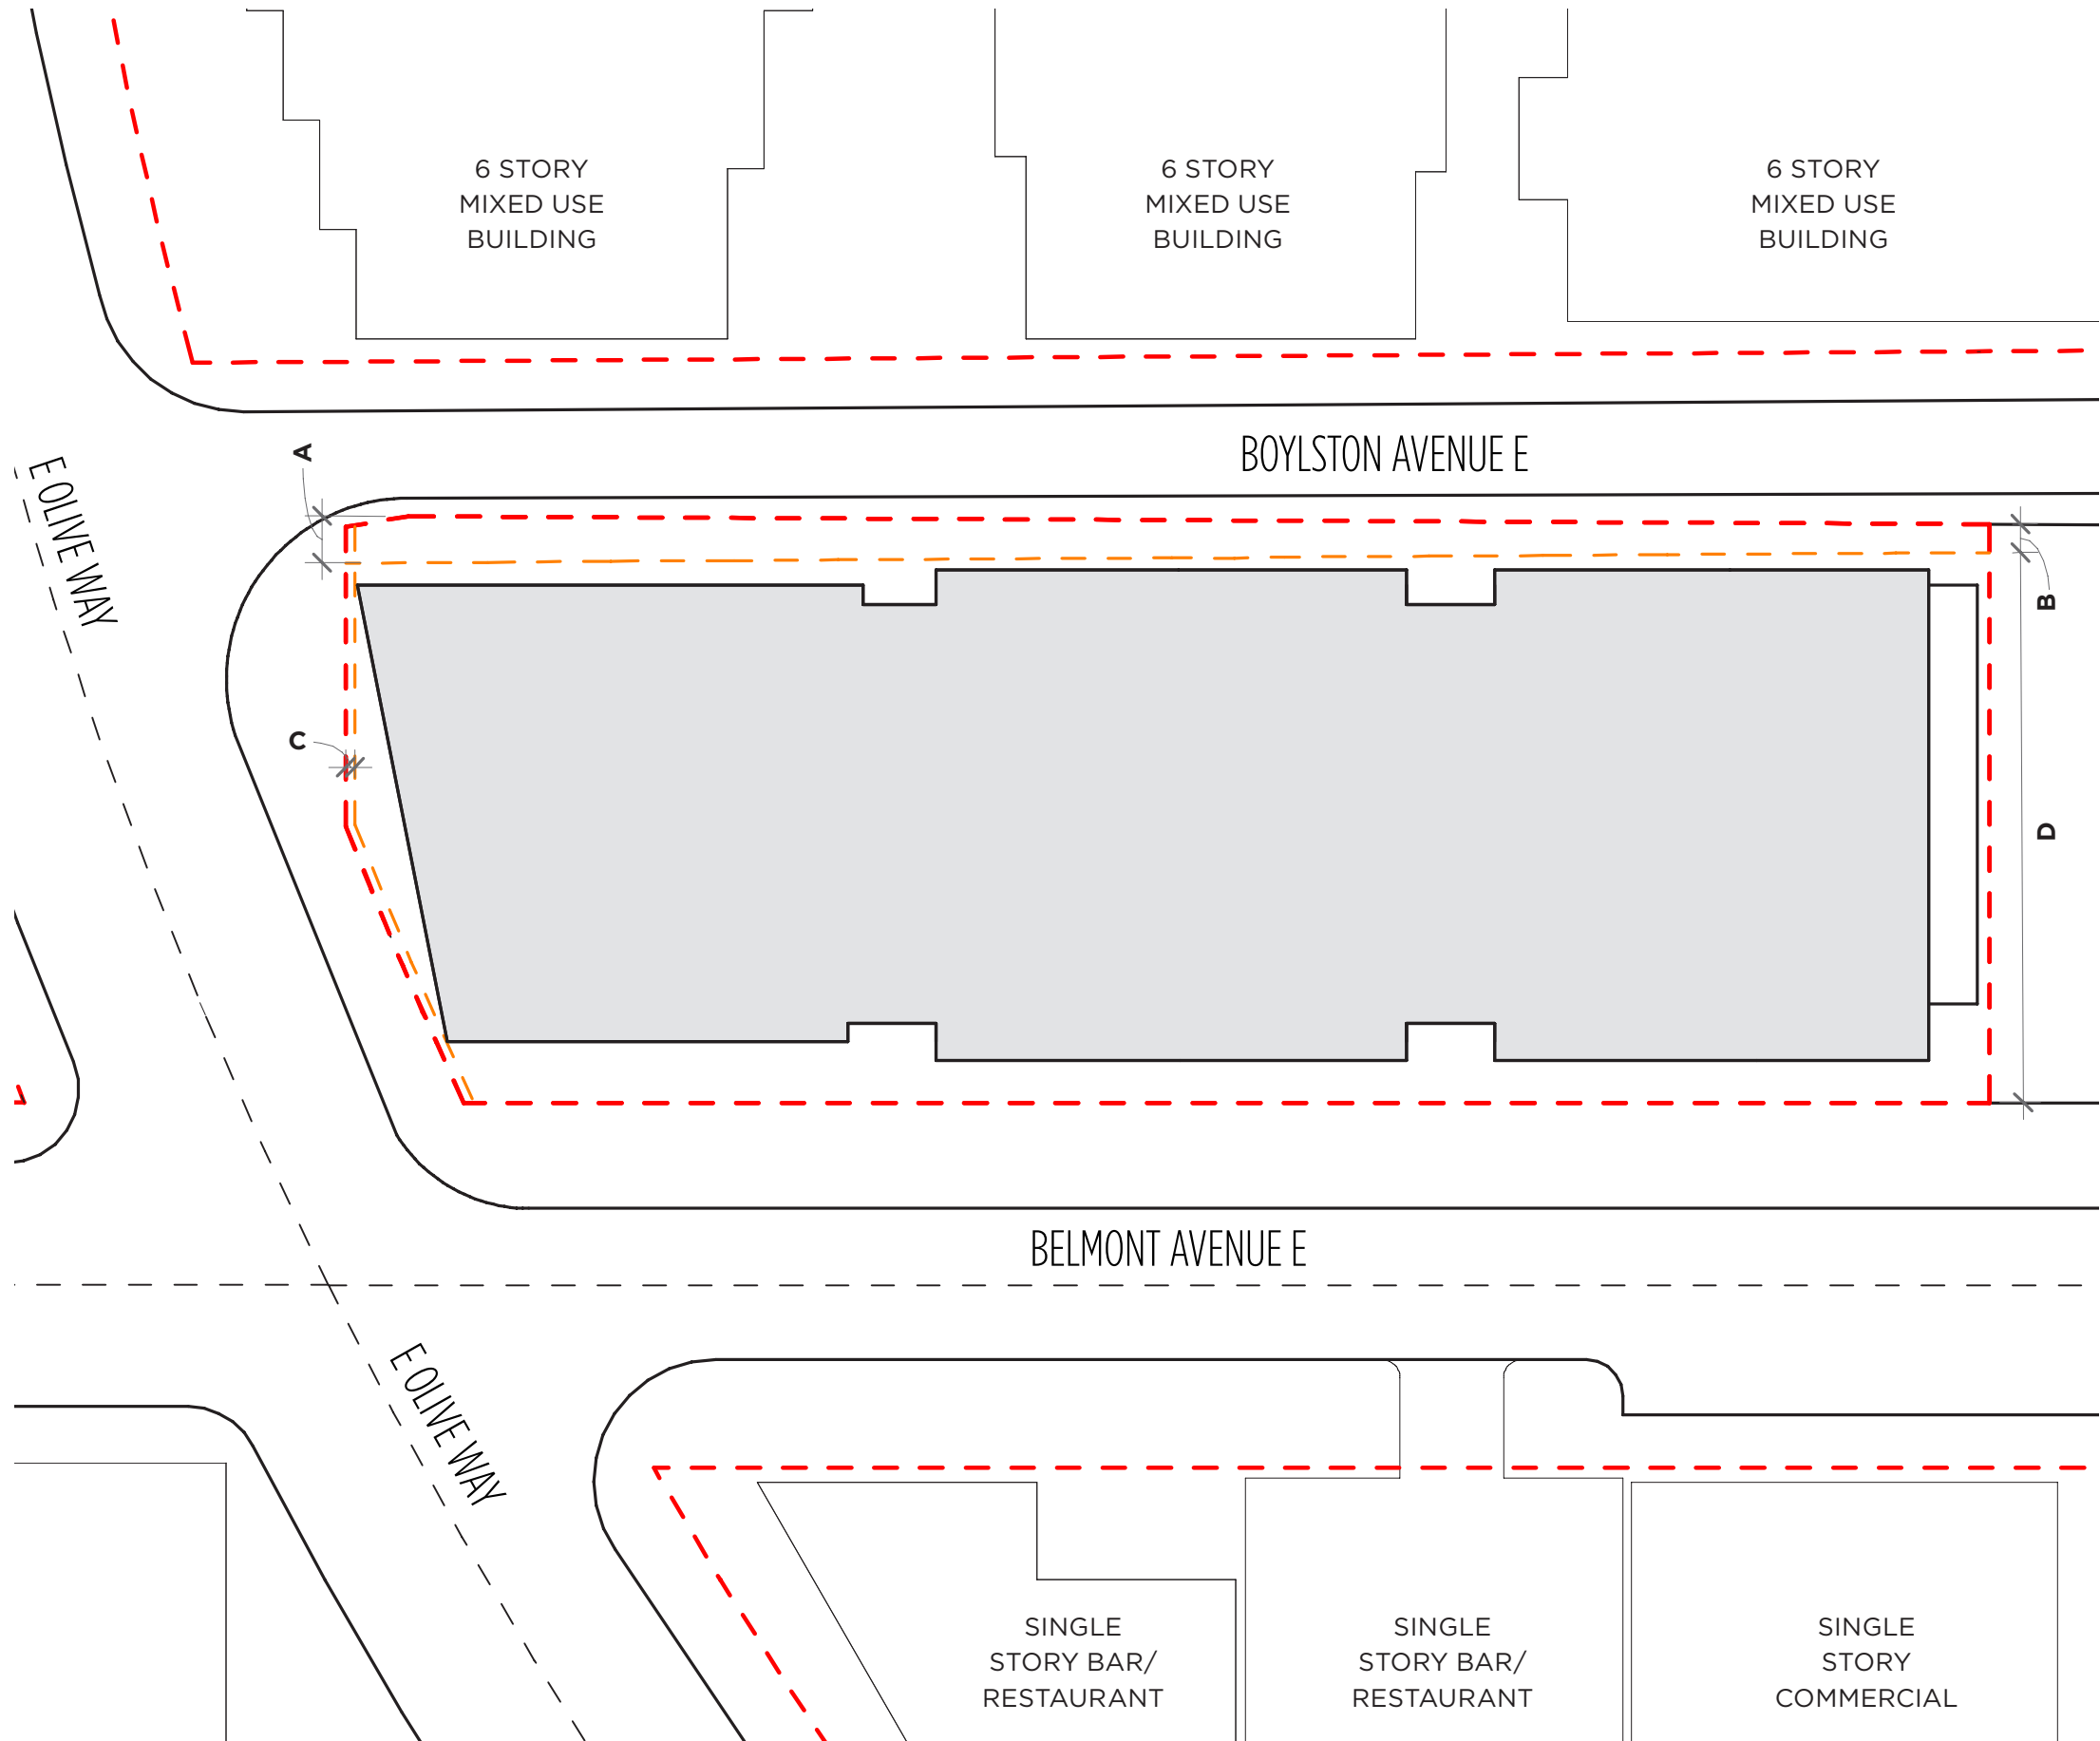 6 STORY
MIXED USE
BUILDING
6 STORY
MIXED USE
BUILDING
6 STORY
MIXED USE
BUILDING
BOYLSTON AVENUE E
A
E OLIVE WAY
B
C
D
BELMONT AVENUE E
E OLIVE WAY
SINGLE
STORY BAR/
RESTAURANT
SINGLE
STORY BAR/
RESTAURANT
SINGLE
STORY
COMMERCIAL